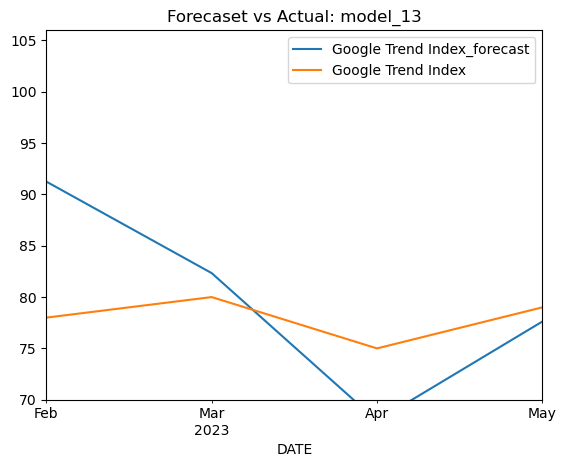 Forecaset vs Actual: model_13
Google Trend Index_forecast
Google Trend Index
105
100
95
90
85
80
75
70
Feb
Mar
Apr
May
2023
DATE